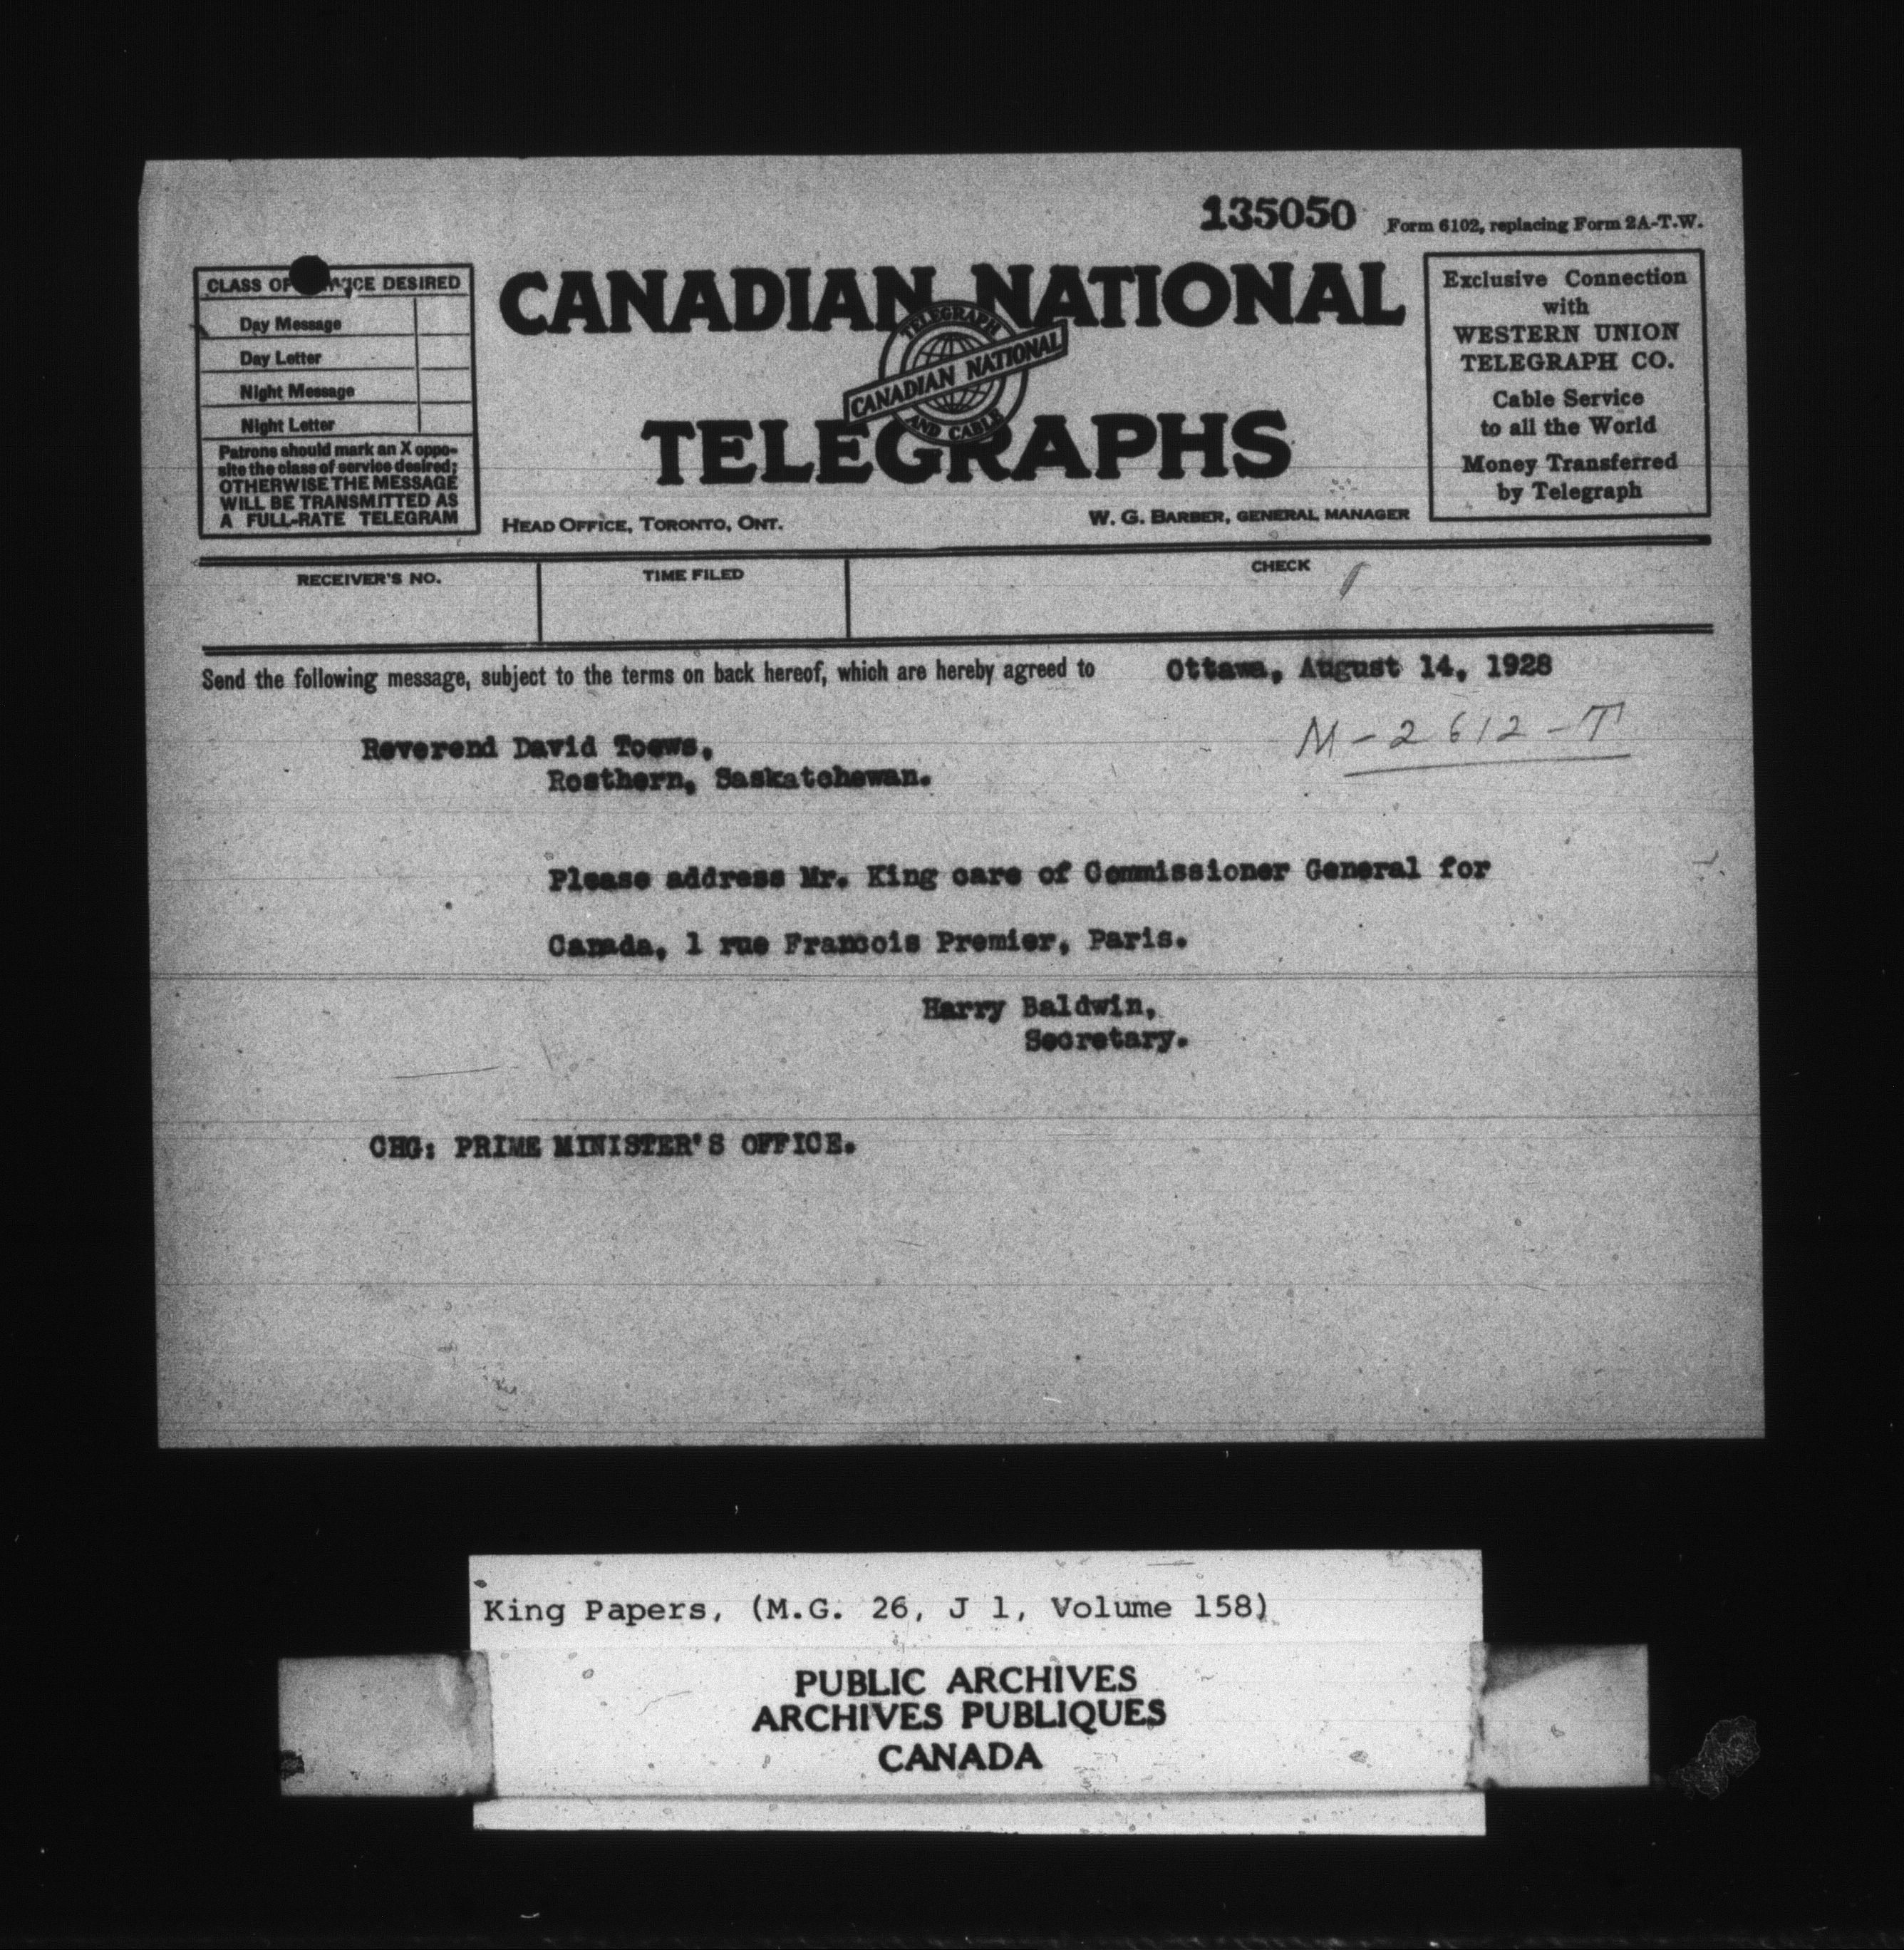 135050 Form 6102, replacing Form 2A-T.W.
CLASS OF DESIRED
Day Message
Day Letter
Night Message
Night Letter
Patrons should mark an X oppo-
site the class of service desired;
OTHERWISE THE MESSAGE
WILL BE TRANSMITTED AS
A FULL-RATE TELEGRAM
CANADIAN NATIONAL
TELEGRAPH
CANADIAN NATIONAL
AND CABLE
TELEGRAPHS
HEAD OFFICE, TORONTO, ONT.
W. G. BARBER, GENERAL MANAGER
Exclusive Connection
with
WESTERN UNION
TELEGRAPH CO.
Cable Service
to all the World
Money Transferred
by Telegraph
RECEIVER'S NO. TIME FILED CHECK
Send the following message, subject to the terms on back hereof, which are hereby agreed to Ottawa, August 14, 1928
M-2612-T
Reverend David Toews,
Rosthern, Saskatchewan.
Please address Mr. King care of Commissioner General for
Canada, 1 rue Francois Premier, Paris.
Harry Baldwin,
Secretary.
CHG: PRIME MINISTER'S OFFICE.
King Papers, (M.G. 26, J 1, Volume 158)
PUBLIC ARCHIVES
ARCHIVES PUBLIQUES
CANADA